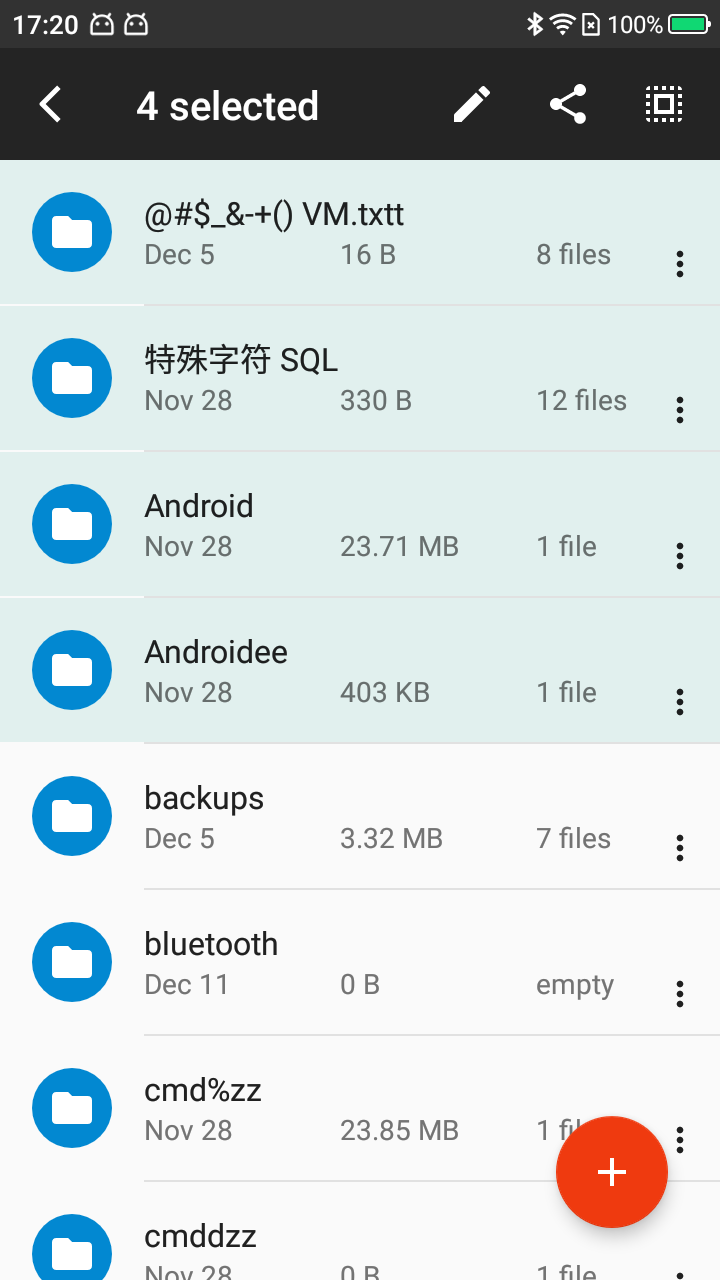 17:20 100%
4 selected
@#$_&-+() VM.txtt
Dec 5 16 B 8 files
特殊字符 SQL
Nov 28 330 B 12 files
Android
Nov 28 23.71 MB 1 file
Androidee
Nov 28 403 KB 1 file
backups
Dec 5 3.32 MB 7 files
bluetooth
Dec 11 0 B empty
cmd%zz
Nov 28 23.85 MB 1
cmddzz
Nov 28 0 B 1 file